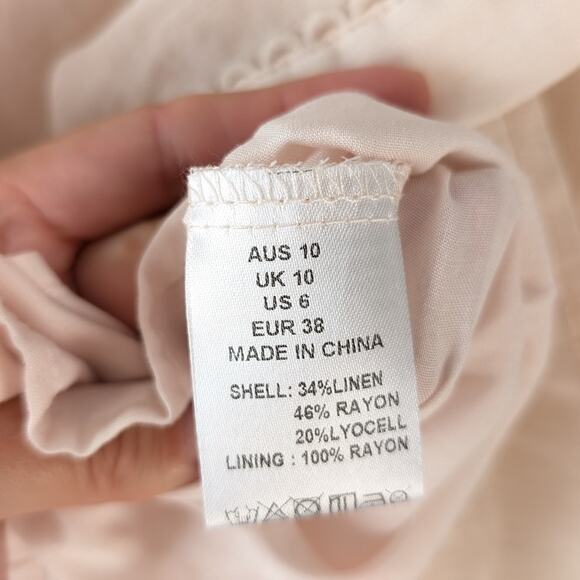 AUS 10
UK 10
US 6
EUR 38
MADE IN CHINA
SHELL: 34%LINEN
46% RAYON
20%LYOCELL
LINING : 100% RAYON